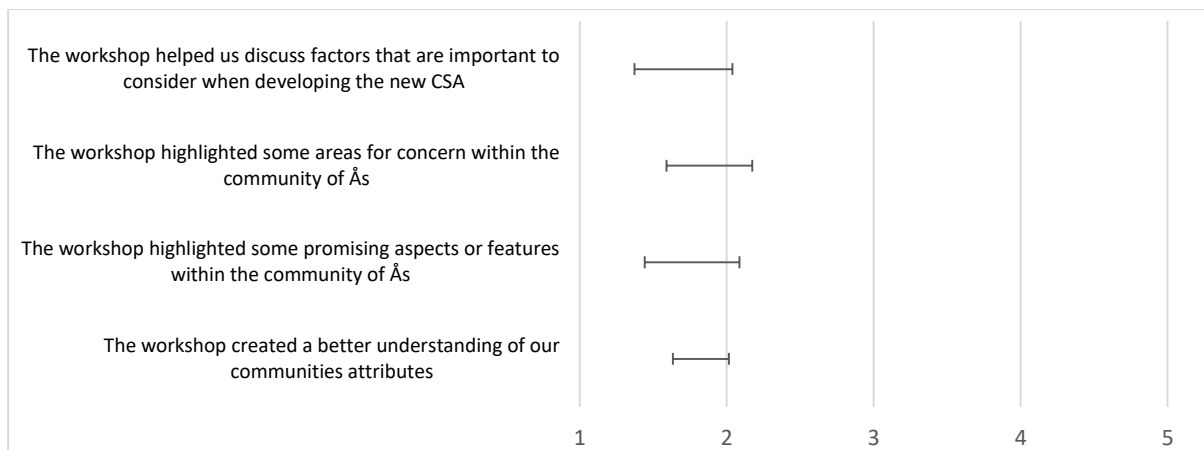 The workshop helped us discuss factors that are important to
consider when developing the new CSA
The workshop highlighted some areas for concern within the
community of Ås
The workshop highlighted some promising aspects or features
within the community of Ås
The workshop created a better understanding of our
communities attributes
1 2 3 4 5